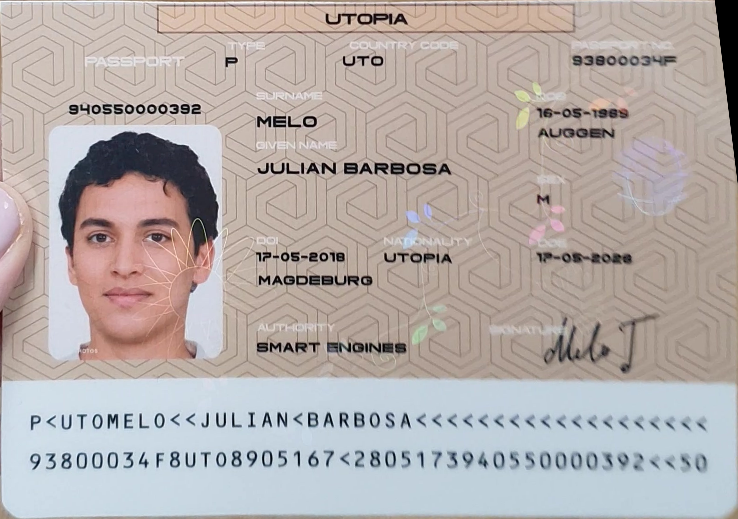 UTOPIA
TYPE COUNTRY CODE PASSPORT NO.
PASSPORT P UTO 93800034F
SURNAME DOB
940550000392 MELO 16-05-1989
AUGGEN
GIVEN NAME
JULIAN BARBOSA
SEX
M
DOI NATIONALITY DOE
17-05-2018 UTOPIA 17-05-2028
MAGDEBURG
AUTHORITY SIGNATURE
SMART ENGINES Melo J
P<UTOMELO<<JULIAN<BARBOSA<<<<<<<<<<<<<<<<<<<
93800034F8UTO8905167<2805173940550000392<<50